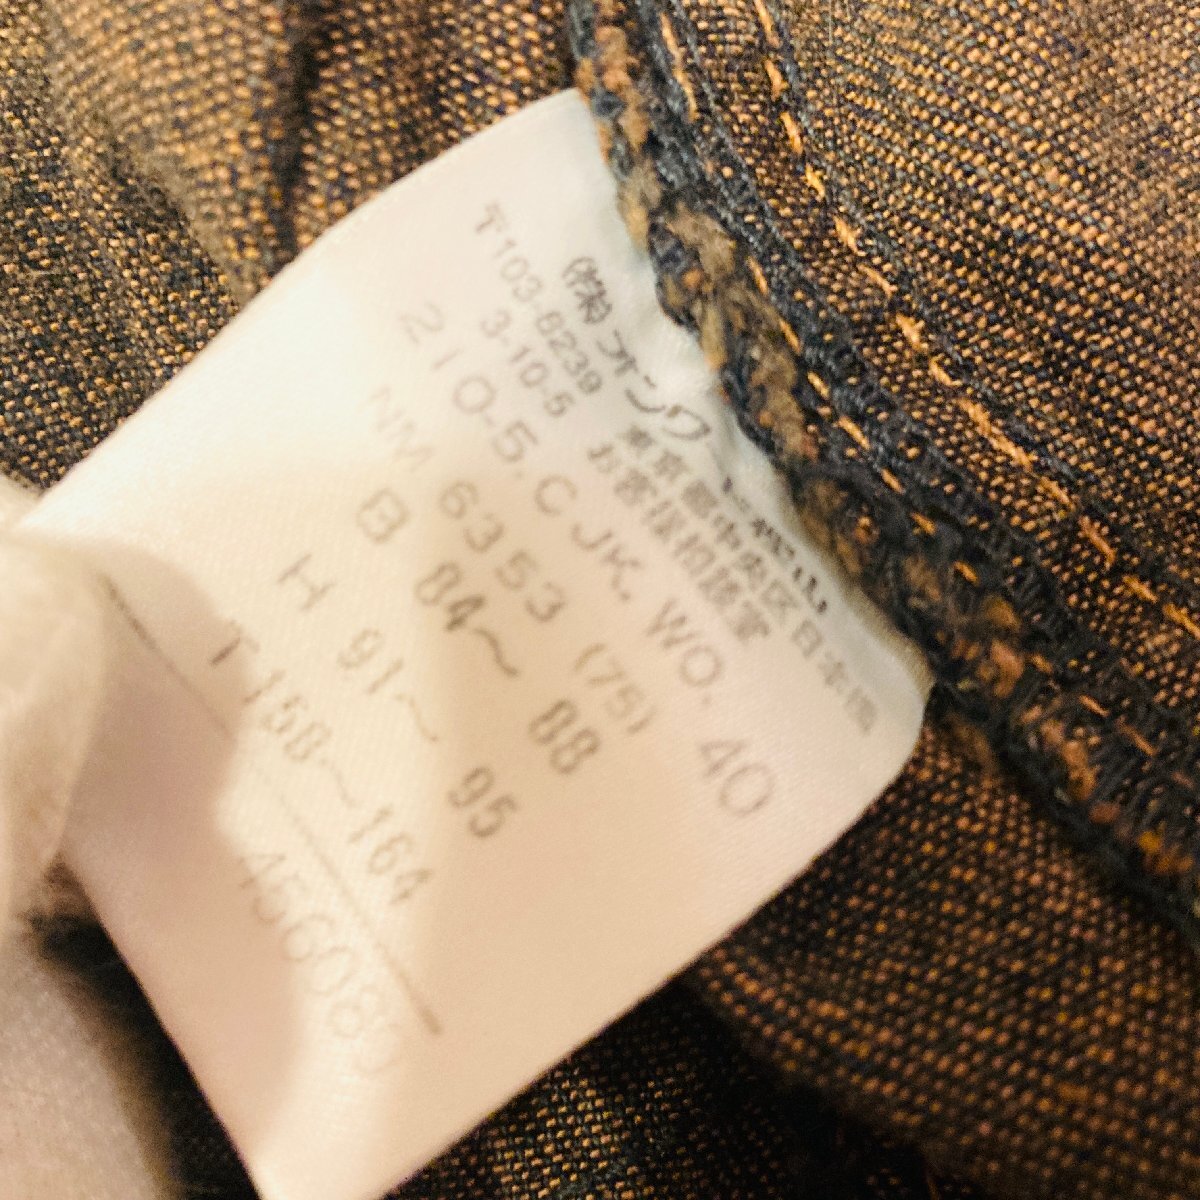 (株)オンワード樫山
〒103-8239 東京都中央区日本橋
3-10-5 お客様相談室
210-5. C JK. WO. 40
NM 6353 (75)
B 84～ 88
H 91～ 95
T 158～164